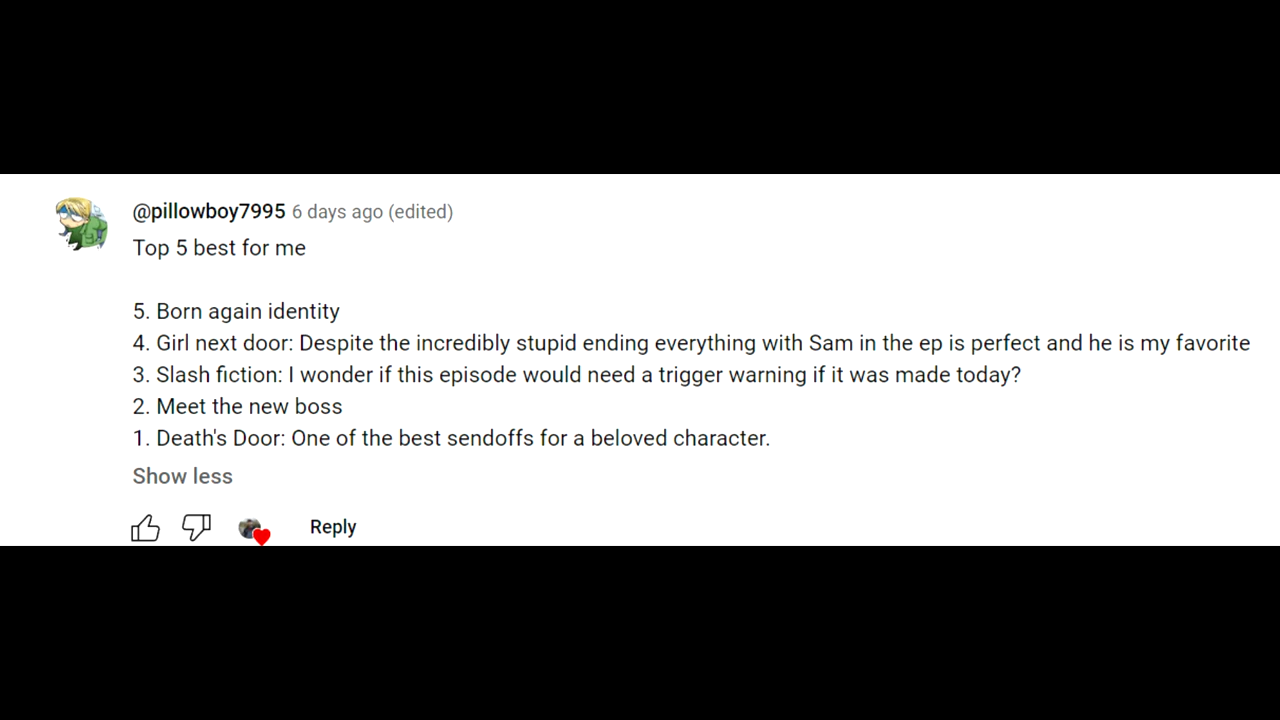 @pillowboy7995 6 days ago (edited)
Top 5 best for me
5. Born again identity
4. Girl next door: Despite the incredibly stupid ending everything with Sam in the ep is perfect and he is my favorite
3. Slash fiction: I wonder if this episode would need a trigger warning if it was made today?
2. Meet the new boss
1. Death's Door: One of the best sendoffs for a beloved character.
Show less
Reply